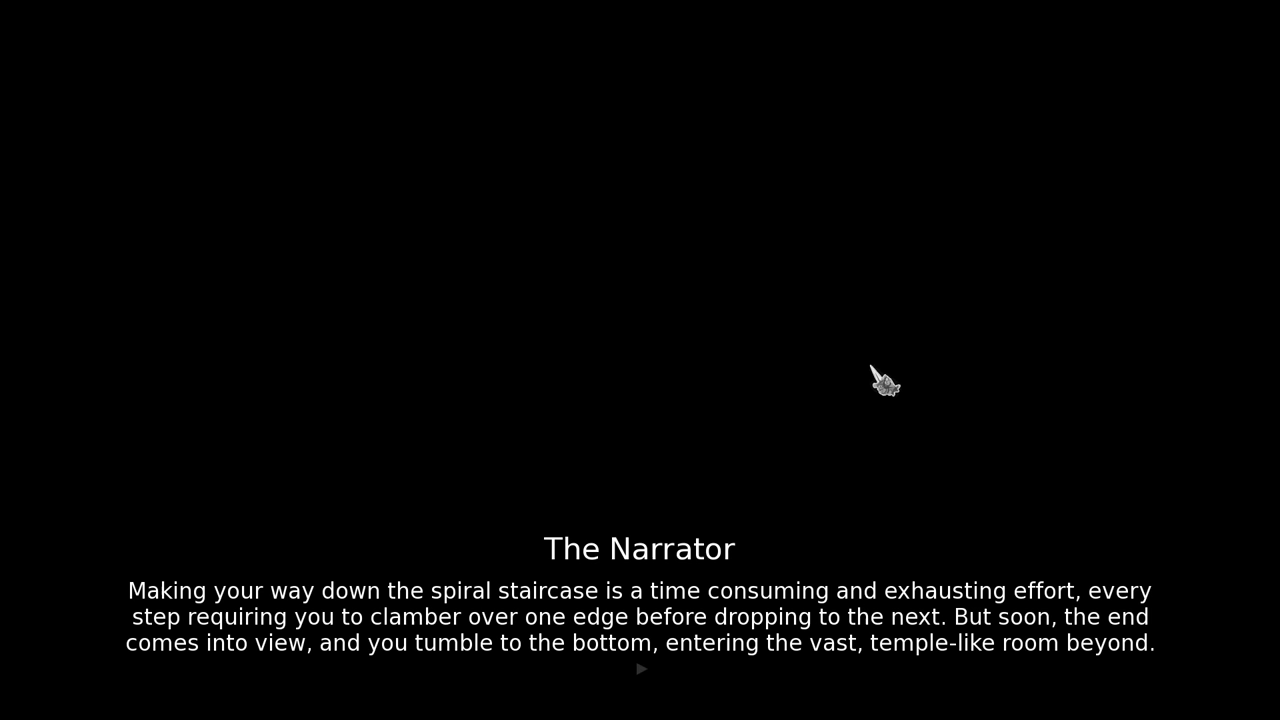 The Narrator
Making your way down the spiral staircase is a time consuming and exhausting effort, every
step requiring you to clamber over one edge before dropping to the next. But soon, the end
comes into view, and you tumble to the bottom, entering the vast, temple-like room beyond.